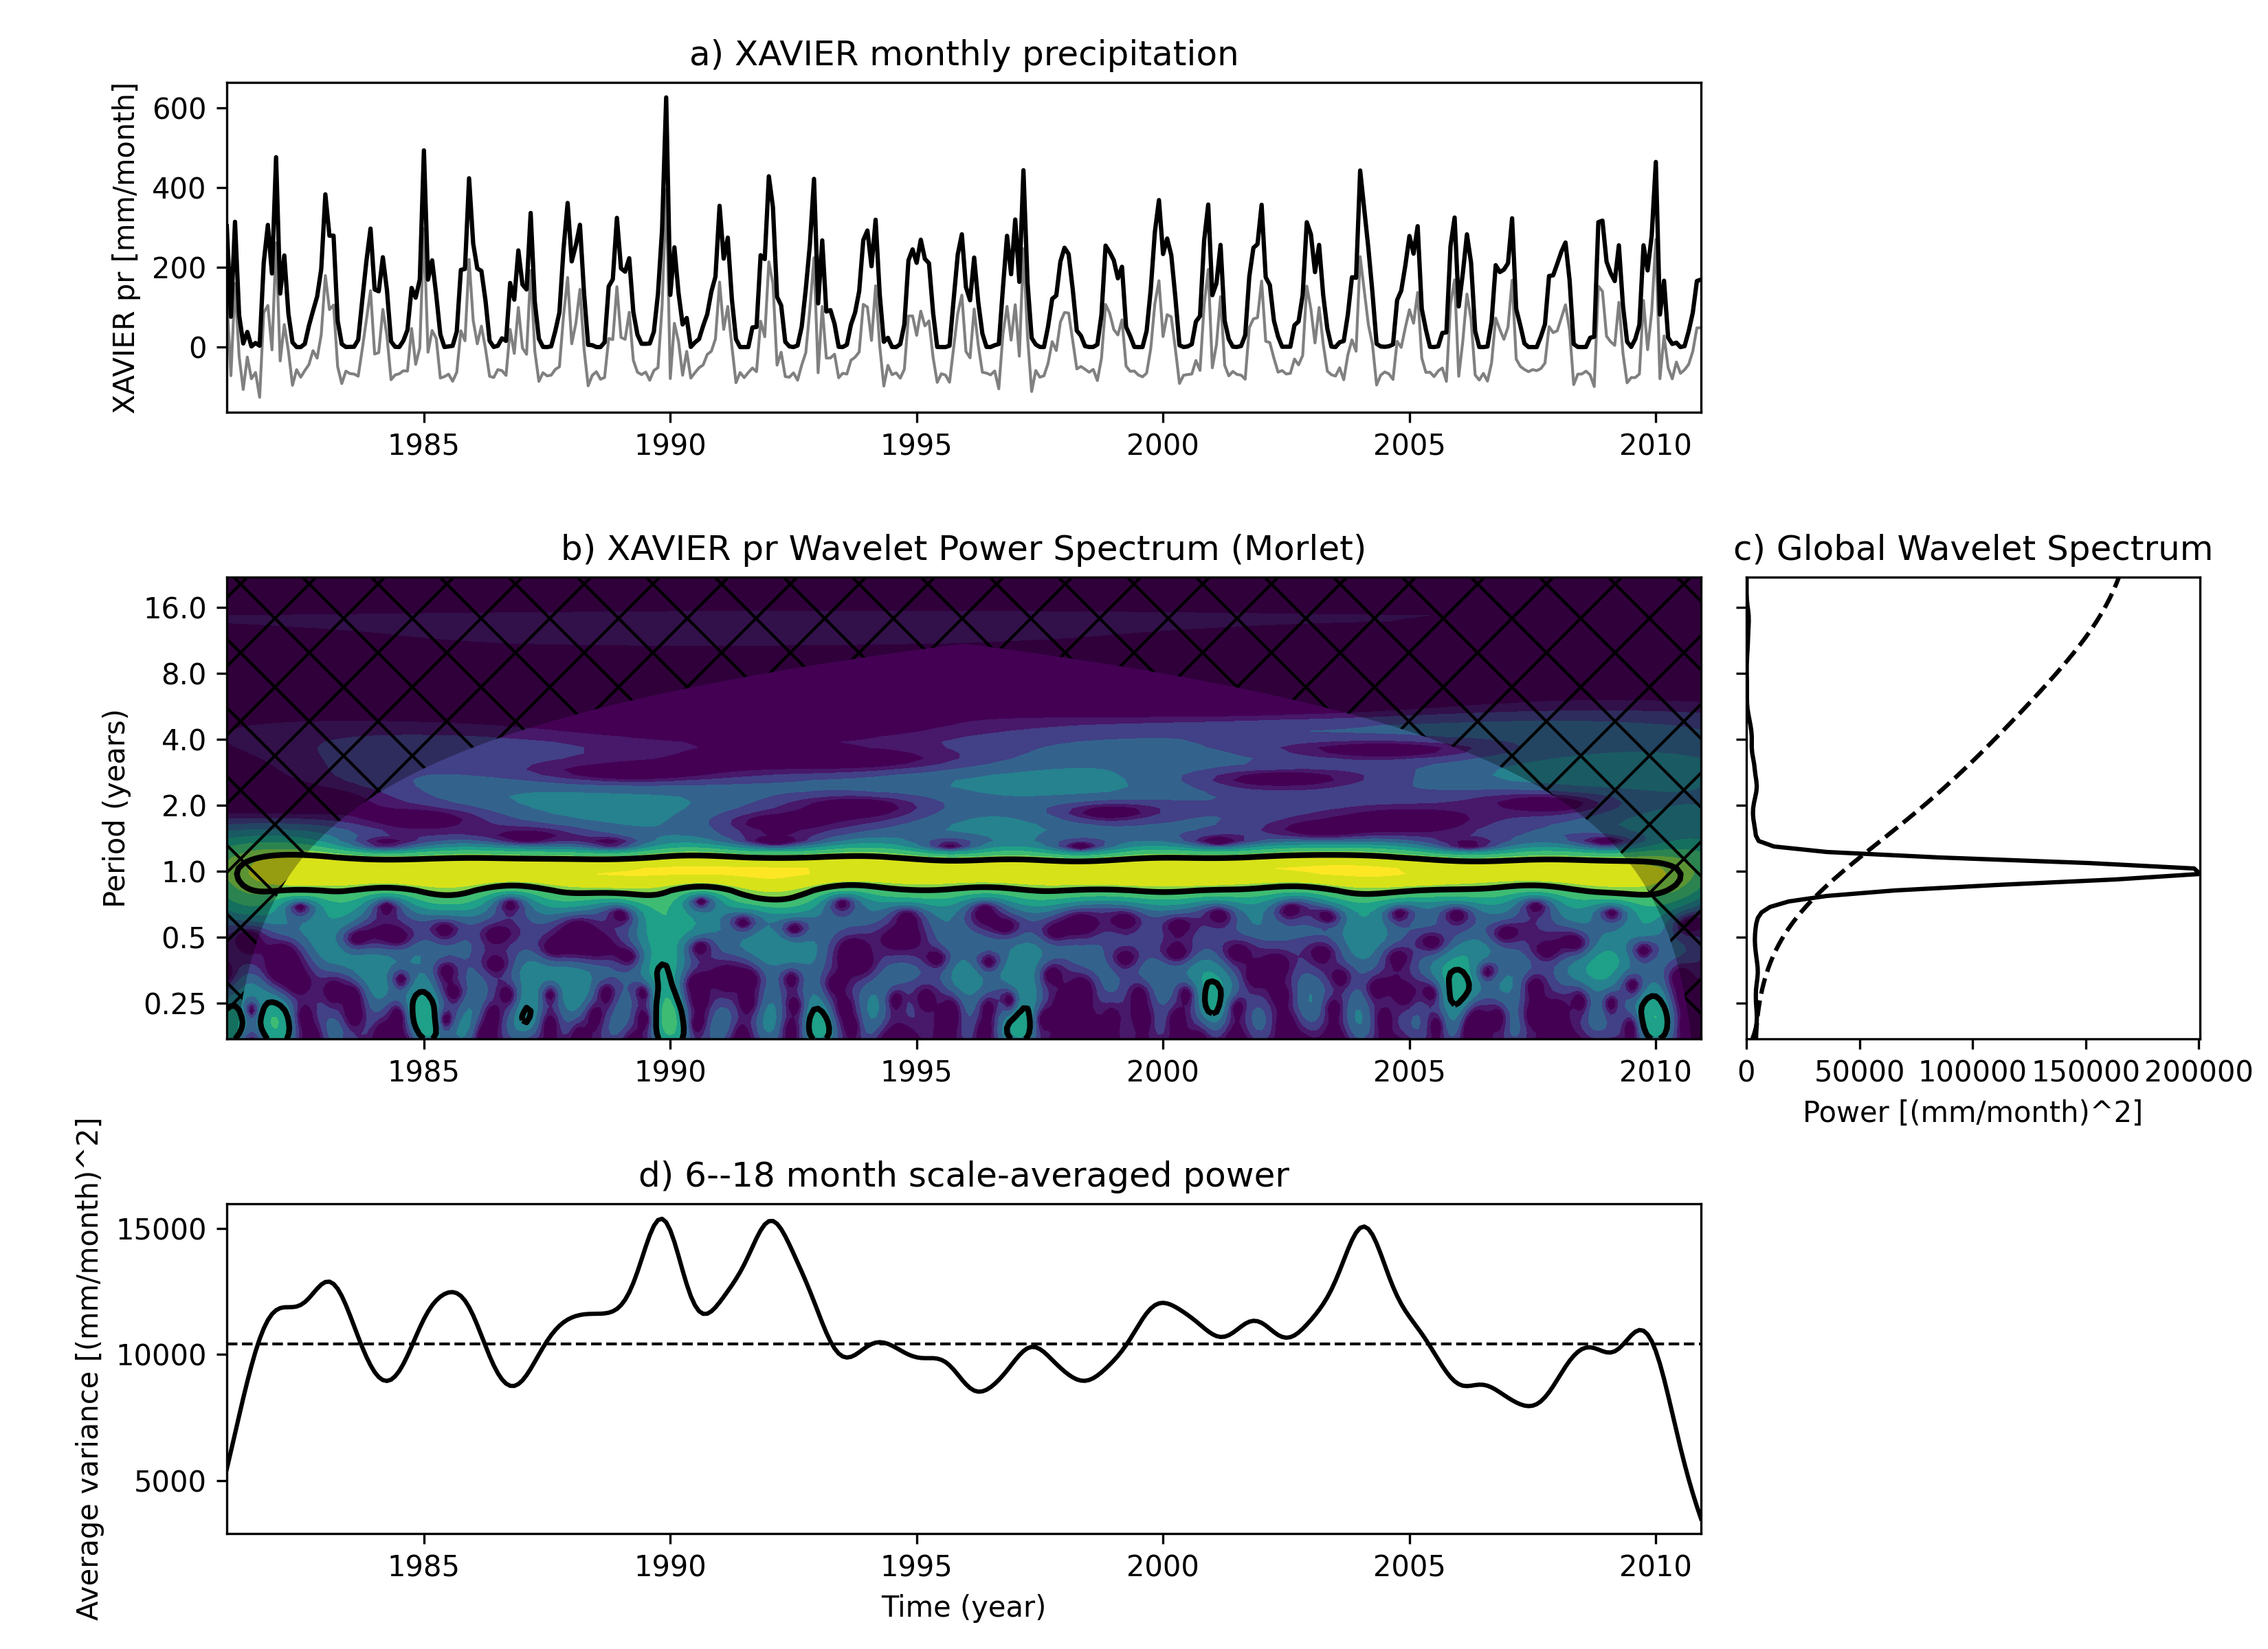 a) XAVIER monthly precipitation
XAVIER pr [mm/month]
600
400
200
0
1985 1990 1995 2000 2005 2010
b) XAVIER pr Wavelet Power Spectrum (Morlet)
Period (years)
16.0
8.0
4.0
2.0
1.0
0.5
0.25
1985 1990 1995 2000 2005 2010
c) Global Wavelet Spectrum
0 50000 100000 150000 200000
Power [(mm/month)^2]
d) 6--18 month scale-averaged power
Average variance [(mm/month)^2]
15000
10000
5000
1985 1990 1995 2000 2005 2010
Time (year)